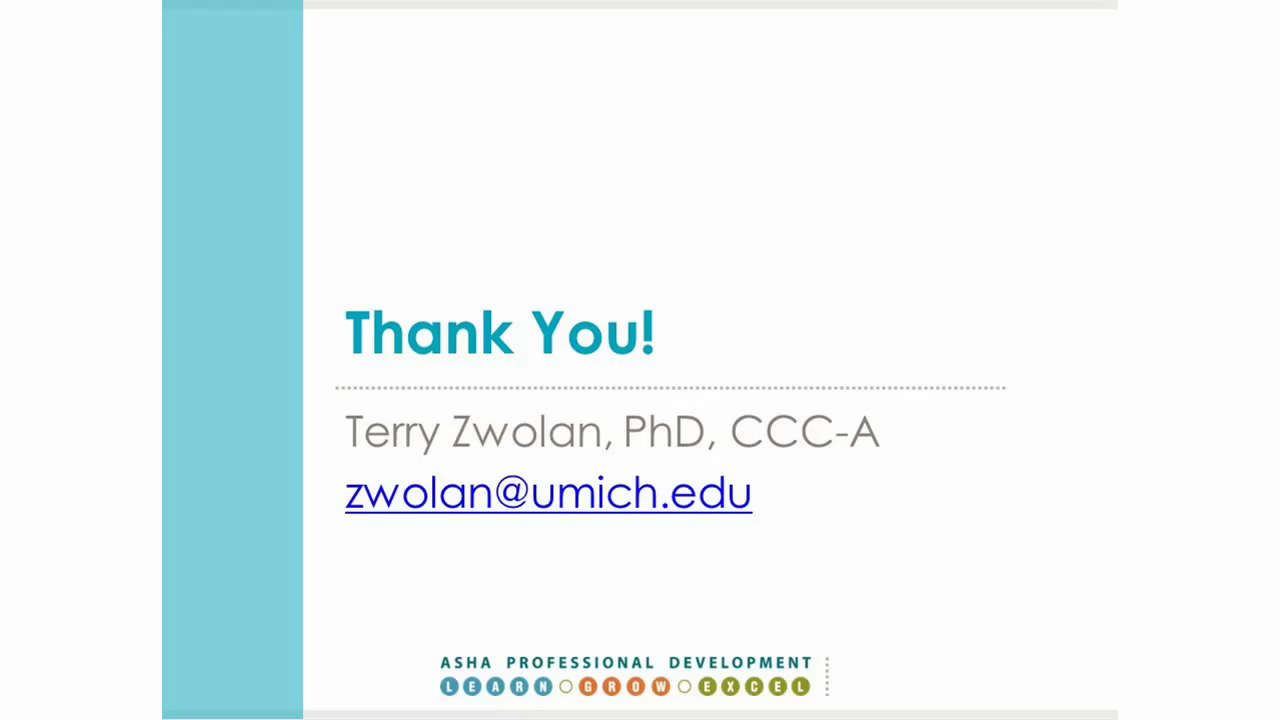 Thank You!
Terry Zwolan, PhD, CCC-A
zwolan@umich.edu
ASHA PROFESSIONAL DEVELOPMENT
LEARN GROW EXCEL